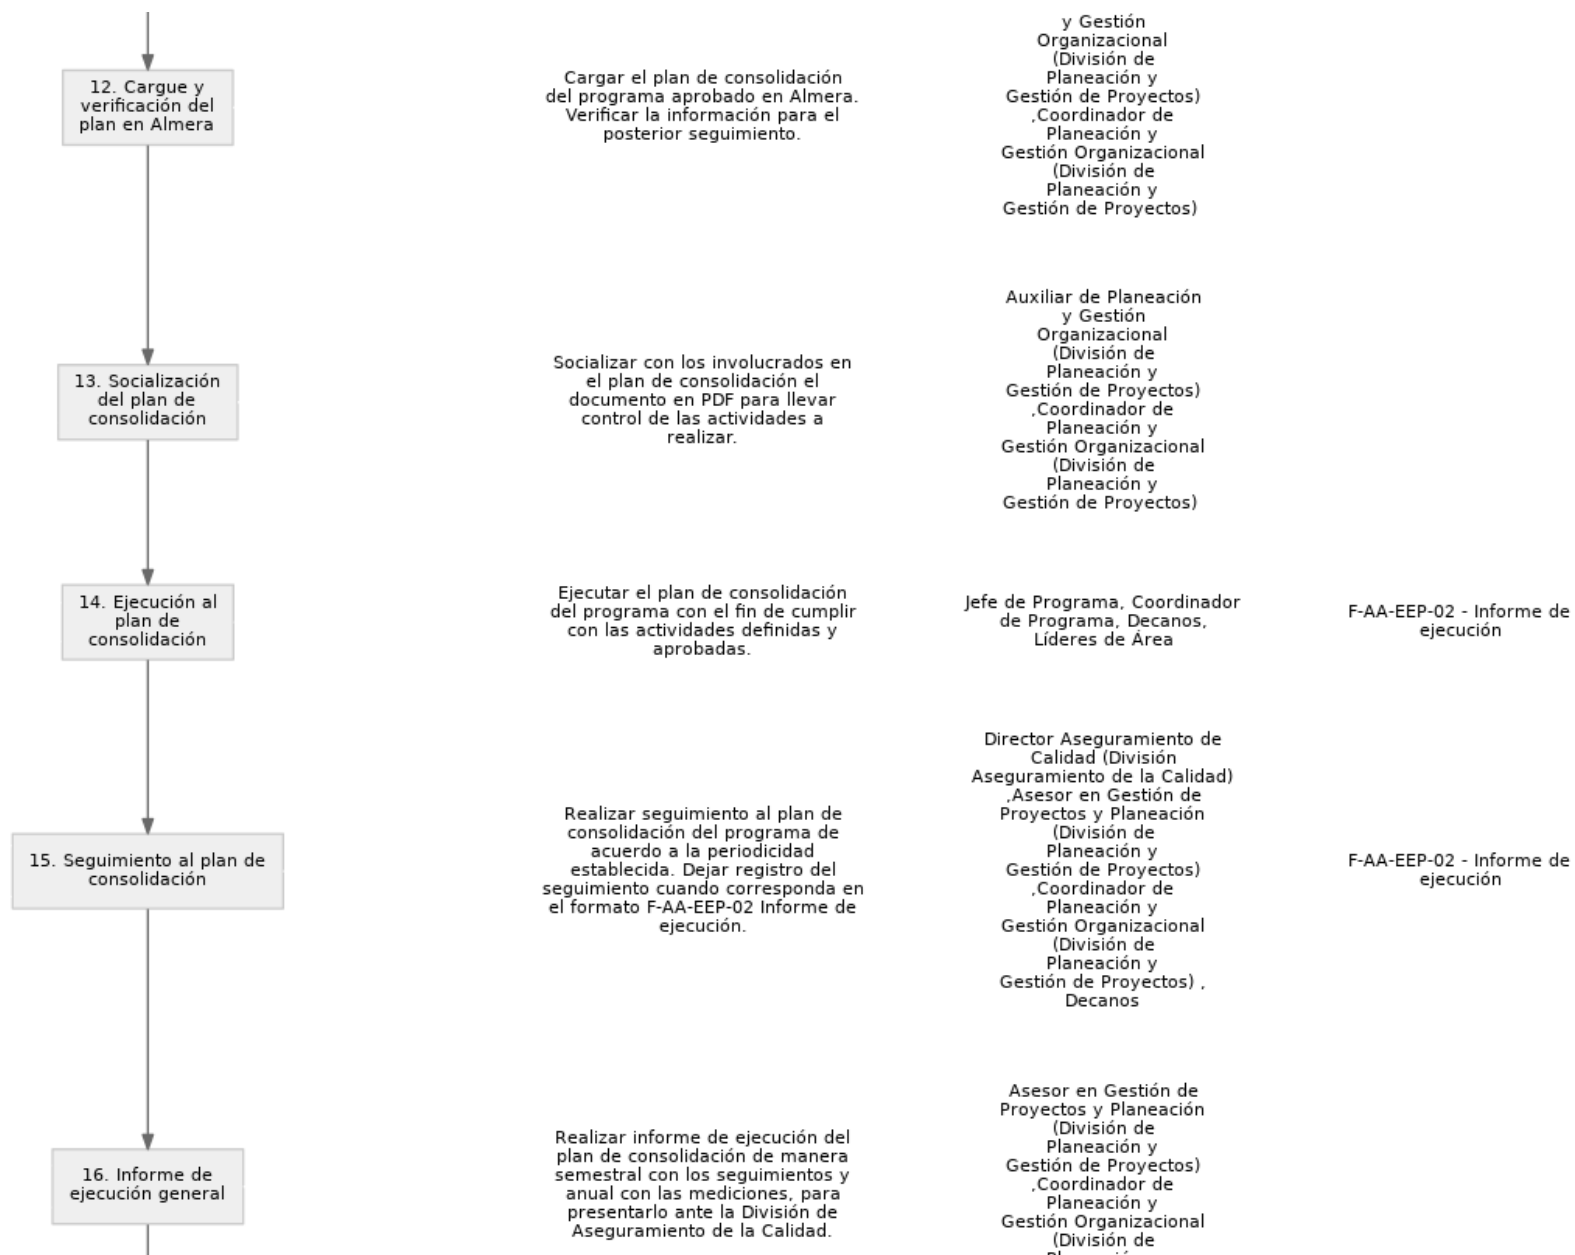 y Gestión
Organizacional
(División de
Planeación y
Gestión de Proyectos)
,Coordinador de
Planeación y
Gestión Organizacional
(División de
Planeación y
Gestión de Proyectos)
12. Cargue y
verificación del
plan en Almera
Cargar el plan de consolidación
del programa aprobado en Almera.
Verificar la información para el
posterior seguimiento.
13. Socialización
del plan de
consolidación
Socializar con los involucrados en
el plan de consolidación el
documento en PDF para llevar
control de las actividades a
realizar.
Auxiliar de Planeación
y Gestión
Organizacional
(División de
Planeación y
Gestión de Proyectos)
,Coordinador de
Planeación y
Gestión Organizacional
(División de
Planeación y
Gestión de Proyectos)
14. Ejecución al
plan de
consolidación
Ejecutar el plan de consolidación
del programa con el fin de cumplir
con las actividades definidas y
aprobadas.
Jefe de Programa, Coordinador
de Programa, Decanos,
Líderes de Área
F-AA-EEP-02 - Informe de
ejecución
15. Seguimiento al plan de
consolidación
Realizar seguimiento al plan de
consolidación del programa de
acuerdo a la periodicidad
establecida. Dejar registro del
seguimiento cuando corresponda en
el formato F-AA-EEP-02 Informe de
ejecución.
Director Aseguramiento de
Calidad (División
Aseguramiento de la Calidad)
,Asesor en Gestión de
Proyectos y Planeación
(División de
Planeación y
Gestión de Proyectos)
,Coordinador de
Planeación y
Gestión Organizacional
(División de
Planeación y
Gestión de Proyectos) ,
Decanos
F-AA-EEP-02 - Informe de
ejecución
16. Informe de
ejecución general
Realizar informe de ejecución del
plan de consolidación de manera
semestral con los seguimientos y
anual con las mediciones, para
presentarlo ante la División de
Aseguramiento de la Calidad.
Asesor en Gestión de
Proyectos y Planeación
(División de
Planeación y
Gestión de Proyectos)
,Coordinador de
Planeación y
Gestión Organizacional
(División de